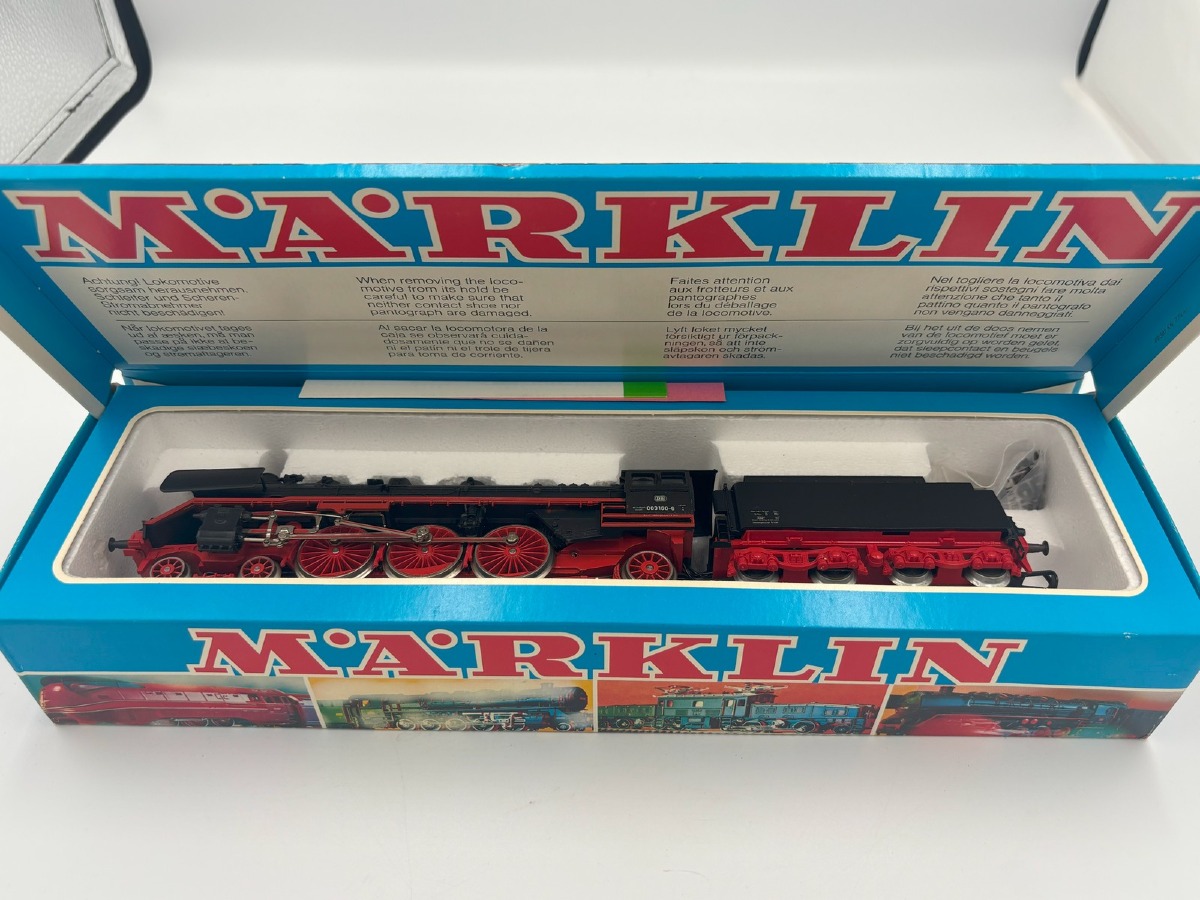 MÄRKLIN
Achtung! Lokomotive
sorgsam herausnehmen.
Schleifer und Scheren-
Stromabnehmer
nicht beschädigen!
When removing the loco-
motive from its hold be
careful to make sure that
neither contact shoe nor
pantograph are damaged.
Faites attention
aux frotteurs et aux
pantographes
lors du déballage
de la locomotive.
Nel togliere la locomotiva dai
rispettivi sostegni fare molta
attenzione che tanto il
pattino quanto il pantografo
non vengano danneggiati.
Når lokomotivet tages
ud af æsken, må man
passe på ikke at be-
skadige slæbeskoen
og strømaftageren.
Al sacar la locomotora de la
caja se observará cuida-
dosamente que no se dañen
ni el patín ni el trole de tijera
para toma de corriente.
Lyft loket mycket
försiktigt ur förpack-
ningen, så att inte
släpskon och ström-
avtagaren skadas.
Bij het uit de doos nemen
van de locomotief moet er
zorgvuldig op worden gelet,
dat sleepcontact en beugels
niet beschadigd worden.
DB
003160-9
MÄRKLIN